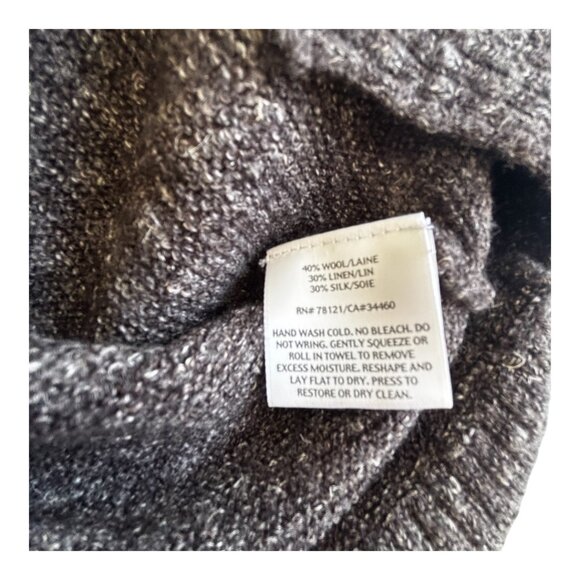 40% WOOL/LAINE
30% LINEN/LIN
30% SILK/SOIE
RN# 78121/CA#34460
HAND WASH COLD. NO BLEACH. DO
NOT WRING. GENTLY SQUEEZE OR
ROLL IN TOWEL TO REMOVE
EXCESS MOISTURE. RESHAPE AND
LAY FLAT TO DRY. PRESS TO
RESTORE OR DRY CLEAN.